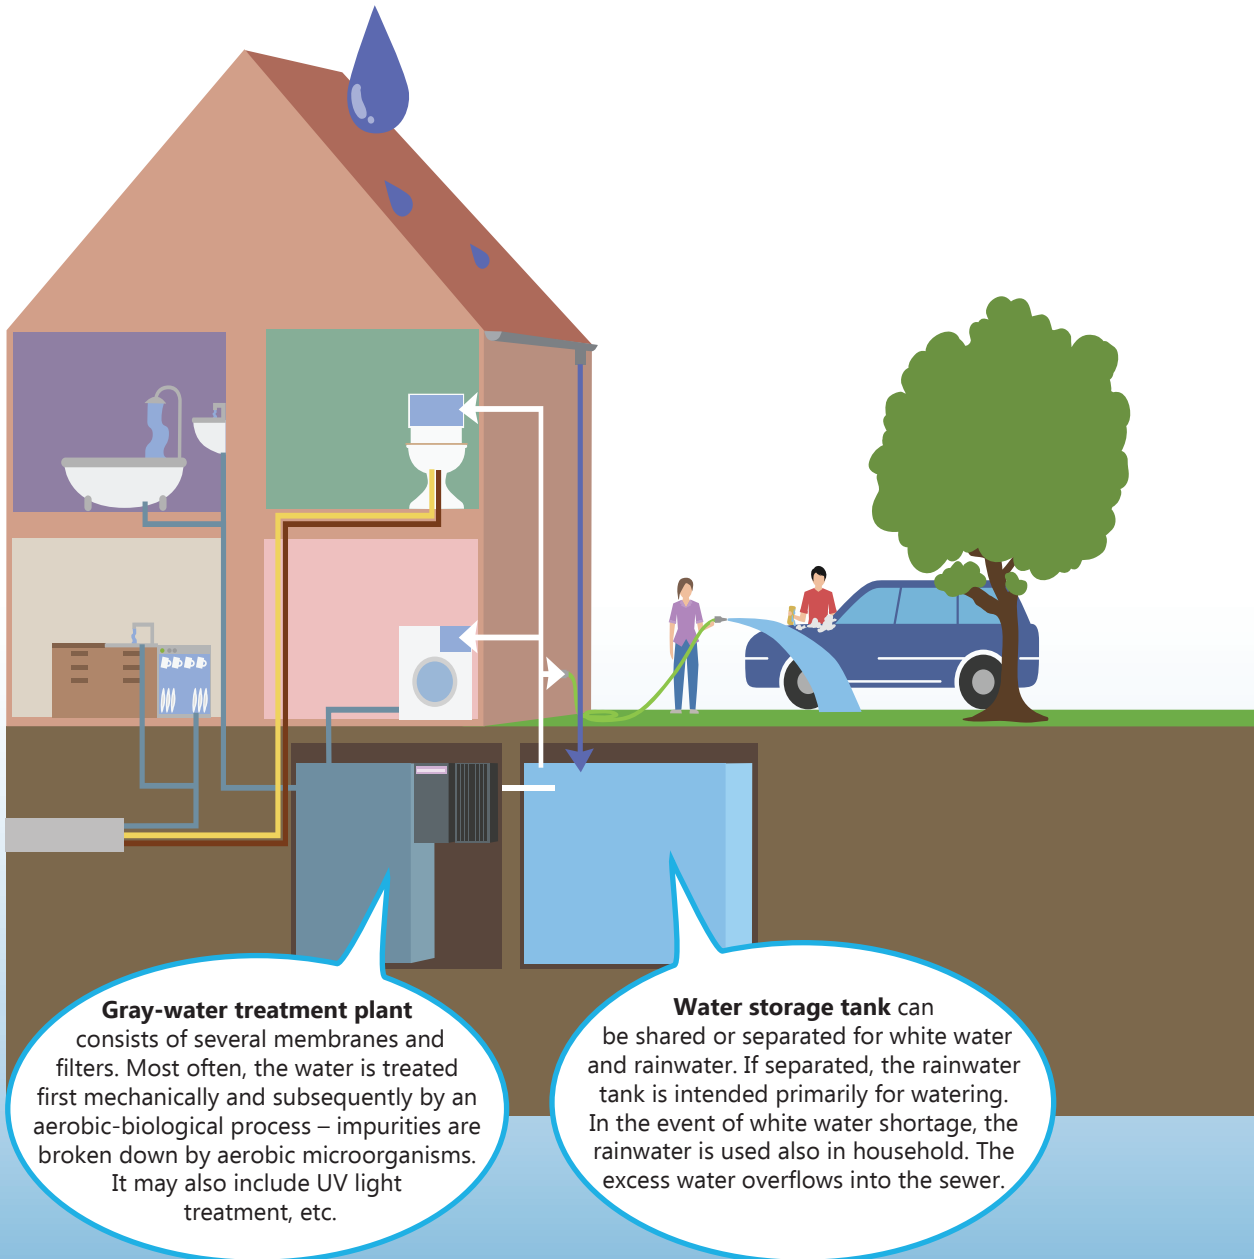 Gray-water treatment plant
consists of several membranes and
filters. Most often, the water is treated
first mechanically and subsequently by an
aerobic-biological process – impurities are
broken down by aerobic microorganisms.
It may also include UV light
treatment, etc.
Water storage tank can
be shared or separated for white water
and rainwater. If separated, the rainwater
tank is intended primarily for watering.
In the event of white water shortage, the
rainwater is used also in household. The
excess water overflows into the sewer.